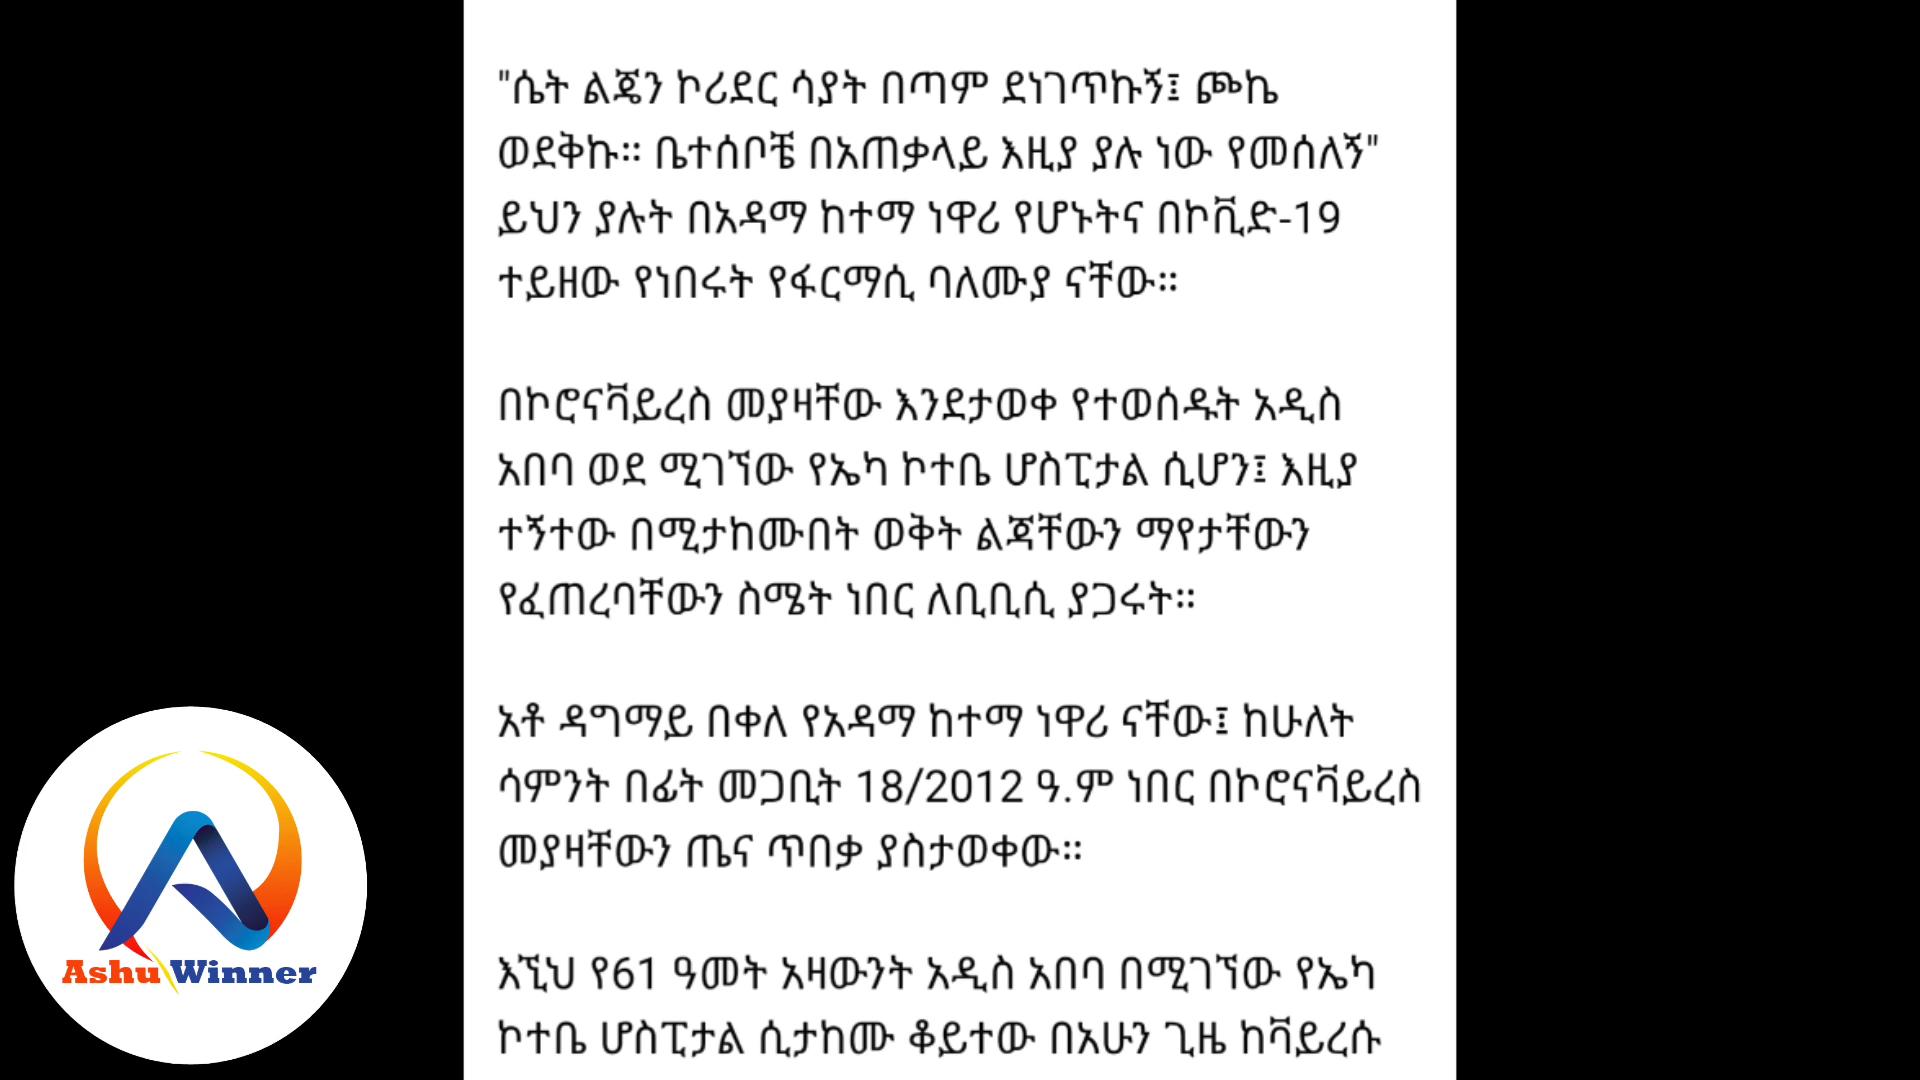 "ሴት ልጄን ኮሪደር ሳያት በጣም ደነገጥኩኝ፤ ጮኬ
ወደቅኩ። ቤተሰቦቼ በአጠቃላይ እዚያ ያሉ ነው የመሰለኝ"
ይህን ያሉት በአዳማ ከተማ ነዋሪ የሆኑትና በኮቪድ-19
ተይዘው የነበሩት የፋርማሲ ባለሙያ ናቸው።
በኮሮናቫይረስ መያዛቸው እንደታወቀ የተወሰዱት አዲስ
አበባ ወደ ሚገኘው የኤካ ኮተቤ ሆስፒታል ሲሆን፤ እዚያ
ተኝተው በሚታከሙበት ወቅት ልጃቸውን ማየታቸውን
የፈጠረባቸውን ስሜት ነበር ለቢቢሲ ያጋሩት።
አቶ ዳግማይ በቀለ የአዳማ ከተማ ነዋሪ ናቸው፤ ከሁለት
ሳምንት በፊት መጋቢት 18/2012 ዓ.ም ነበር በኮሮናቫይረስ
መያዛቸውን ጤና ጥበቃ ያስታወቀው።
እኚህ የ61 ዓመት አዛውንት አዲስ አበባ በሚገኘው የኤካ
ኮተቤ ሆስፒታል ሲታከሙ ቆይተው በአሁን ጊዜ ከቫይረሱ
Ashu Winner